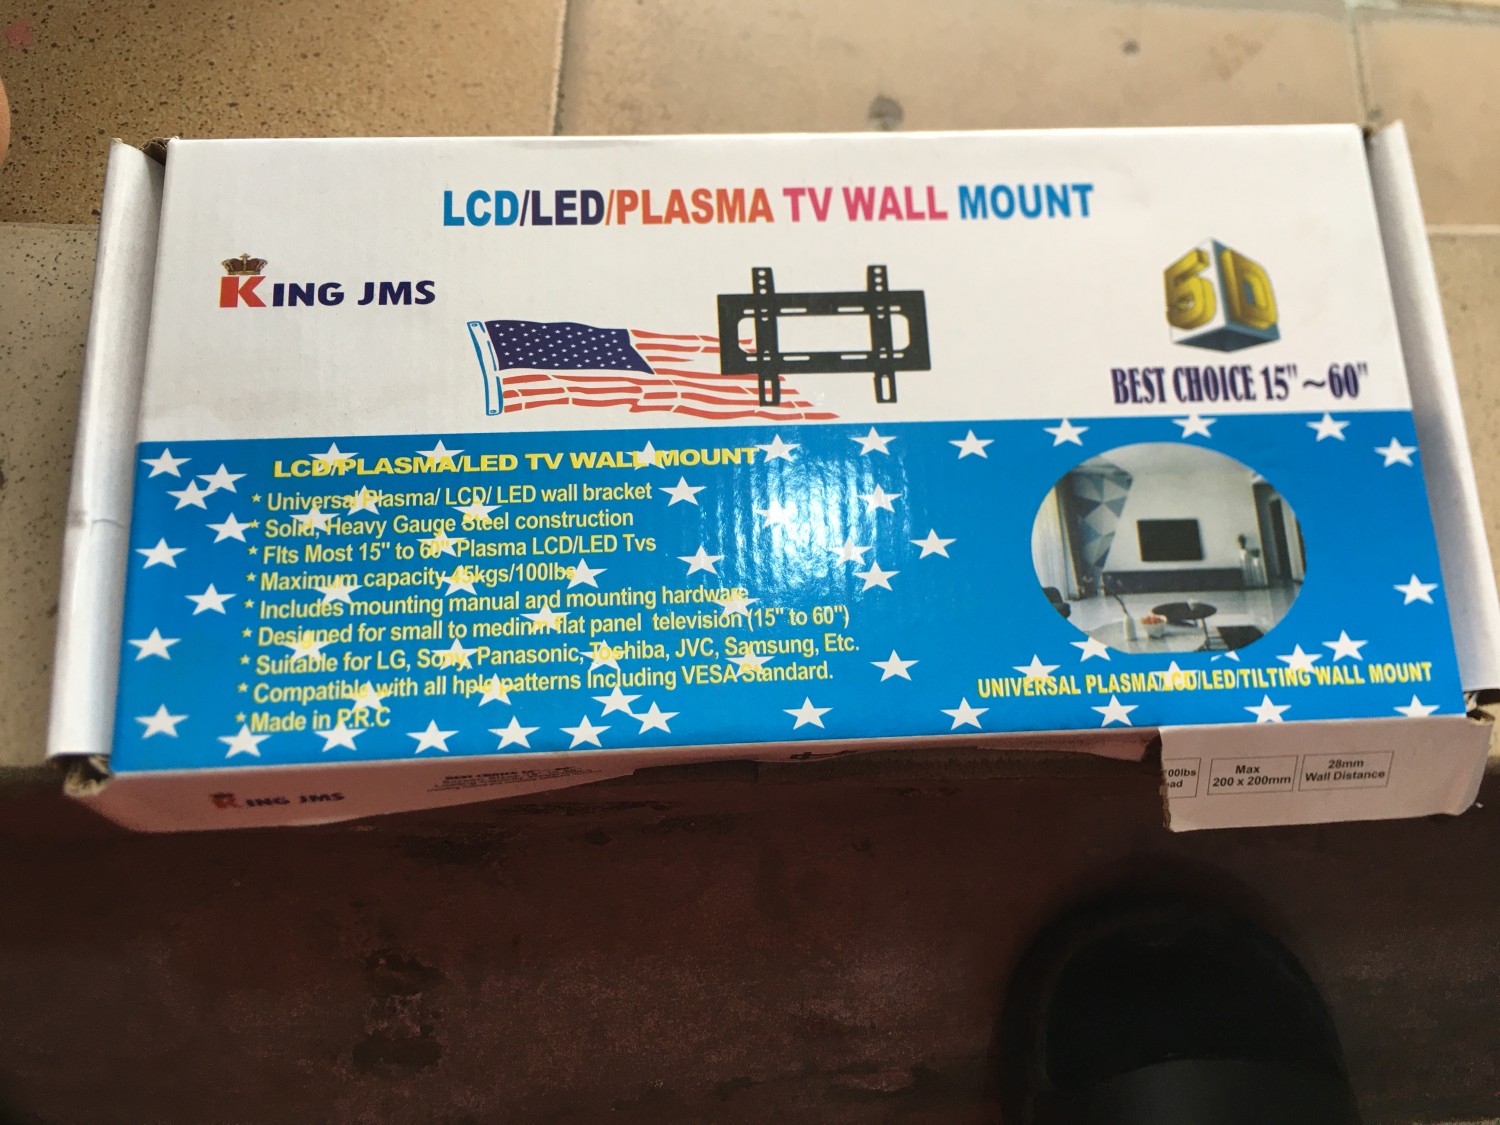 LCD/LED/PLASMA TV WALL MOUNT
KING JMS
5D
BEST CHOICE 15"~60"
LCD/PLASMA/LED TV WALL MOUNT
* Universal Plasma/ LCD/ LED wall bracket
* Solid, Heavy Gauge Steel construction
* FIts Most 15" to 60" Plasma LCD/LED Tvs
* Maximum capacity 45kgs/100lbs
* Includes mounting manual and mounting hardware
* Designed for small to medinm flat panel television (15" to 60")
* Suitable for LG, Sony, Panasonic, Toshiba, JVC, Samsung, Etc.
* Compatible with all hple patterns Including VESA Standard.
* Made in P.R.C
UNIVERSAL PLASMA/LCD/LED/TILTING WALL MOUNT
KING JMS
00lbs
ad
Max
200 x 200mm
28mm
Wall Distance